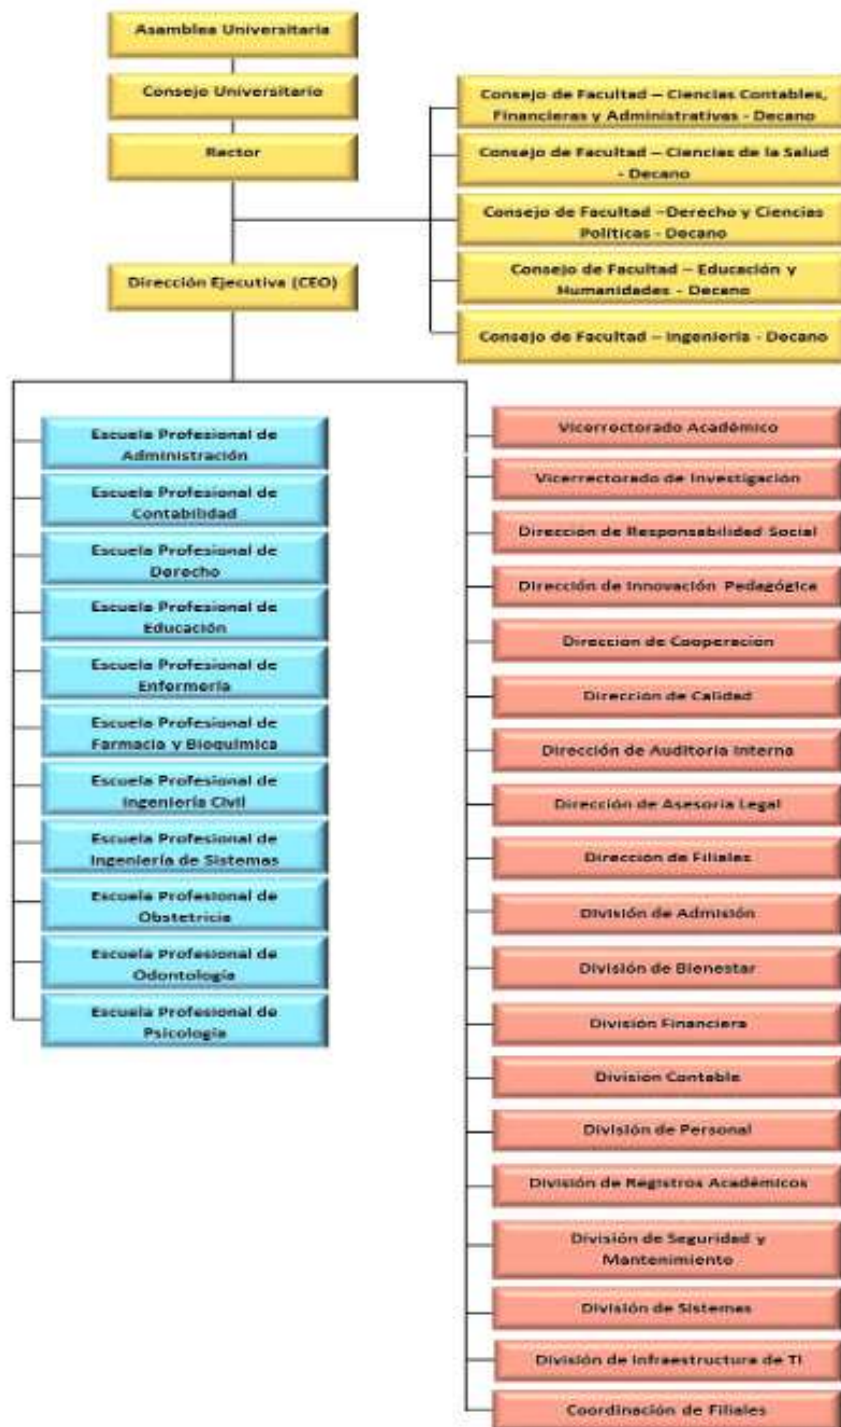 Asamblea Universitaria
Consejo Universitario
Rector
Dirección Ejecutiva (CEO)
Consejo de Facultad – Ciencias Contables,
Financieras y Administrativas - Decano
Consejo de Facultad – Ciencias de la Salud
- Decano
Consejo de Facultad –Derecho y Ciencias
Políticas - Decano
Consejo de Facultad – Educación y
Humanidades - Decano
Consejo de Facultad – Ingeniería - Decano
Escuela Profesional de
Administración
Escuela Profesional de
Contabilidad
Escuela Profesional de
Derecho
Escuela Profesional de
Educación
Escuela Profesional de
Enfermería
Escuela Profesional de
Farmacia y Bioquímica
Escuela Profesional de
Ingeniería Civil
Escuela Profesional de
Ingeniería de Sistemas
Escuela Profesional de
Obstetricia
Escuela Profesional de
Odontología
Escuela Profesional de
Psicología
Vicerrectorado Académico
Vicerrectorado de Investigación
Dirección de Responsabilidad Social
Dirección de Innovación Pedagógica
Dirección de Cooperación
Dirección de Calidad
Dirección de Auditoría Interna
Dirección de Asesoría Legal
Dirección de Filiales
División de Admisión
División de Bienestar
División Financiera
División Contable
División de Personal
División de Registros Académicos
División de Seguridad y
Mantenimiento
División de Sistemas
División de Infraestructura de TI
Coordinación de Filiales